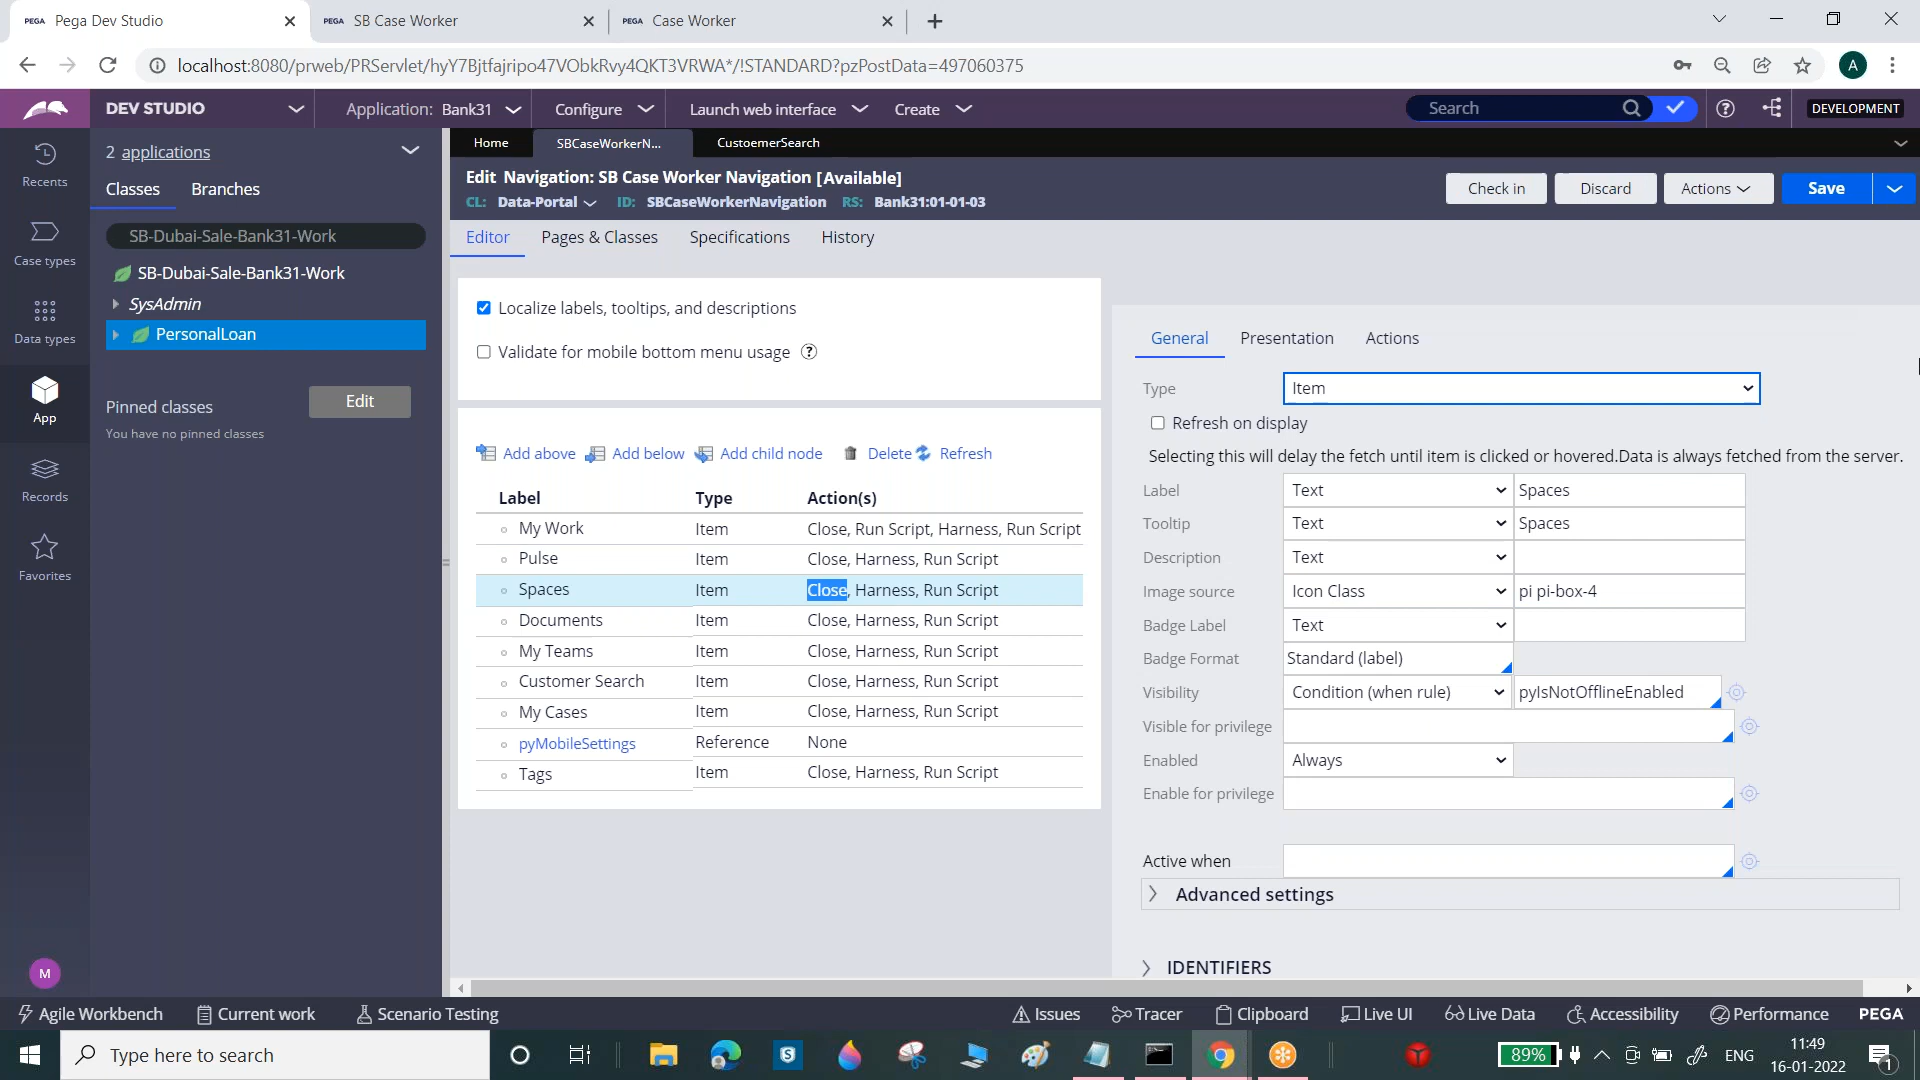 PEGA Pega Dev Studio
PEGA SB Case Worker
PEGA Case Worker
localhost:8080/prweb/PRServlet/hyY7Bjtfajripo47VObkRvy4QKT3VRWA*/!STANDARD?pzPostData=497060375
A
DEV STUDIO
Application: Bank31
Configure
Launch web interface
Create
Search
DEVELOPMENT
Recents
Case types
Data types
App
Records
Favorites
M
2 applications
Classes Branches
SB-Dubai-Sale-Bank31-Work
SB-Dubai-Sale-Bank31-Work
SysAdmin
PersonalLoan
Pinned classes
Edit
You have no pinned classes
Home SBCaseWorkerN... CustoemerSearch
Edit Navigation: SB Case Worker Navigation [Available]
CL: Data-Portal ID: SBCaseWorkerNavigation RS: Bank31:01-01-03
Check in Discard Actions Save
Editor Pages & Classes Specifications History
Localize labels, tooltips, and descriptions
Validate for mobile bottom menu usage
Add above Add below Add child node Delete Refresh
Label Type Action(s)
My Work Item Close, Run Script, Harness, Run Script
Pulse Item Close, Harness, Run Script
Spaces Item Close, Harness, Run Script
Documents Item Close, Harness, Run Script
My Teams Item Close, Harness, Run Script
Customer Search Item Close, Harness, Run Script
My Cases Item Close, Harness, Run Script
pyMobileSettings Reference None
Tags Item Close, Harness, Run Script
General Presentation Actions
Type Item
Refresh on display
Selecting this will delay the fetch until item is clicked or hovered.Data is always fetched from the server.
Label Text Spaces
Tooltip Text Spaces
Description Text
Image source Icon Class pi pi-box-4
Badge Label Text
Badge Format Standard (label)
Visibility Condition (when rule) pyIsNotOfflineEnabled
Visible for privilege
Enabled Always
Enable for privilege
Active when
Advanced settings
IDENTIFIERS
Agile Workbench Current work Scenario Testing Issues Tracer Clipboard Live UI Live Data Accessibility Performance PEGA
Type here to search
89%
ENG
11:49
16-01-2022
1